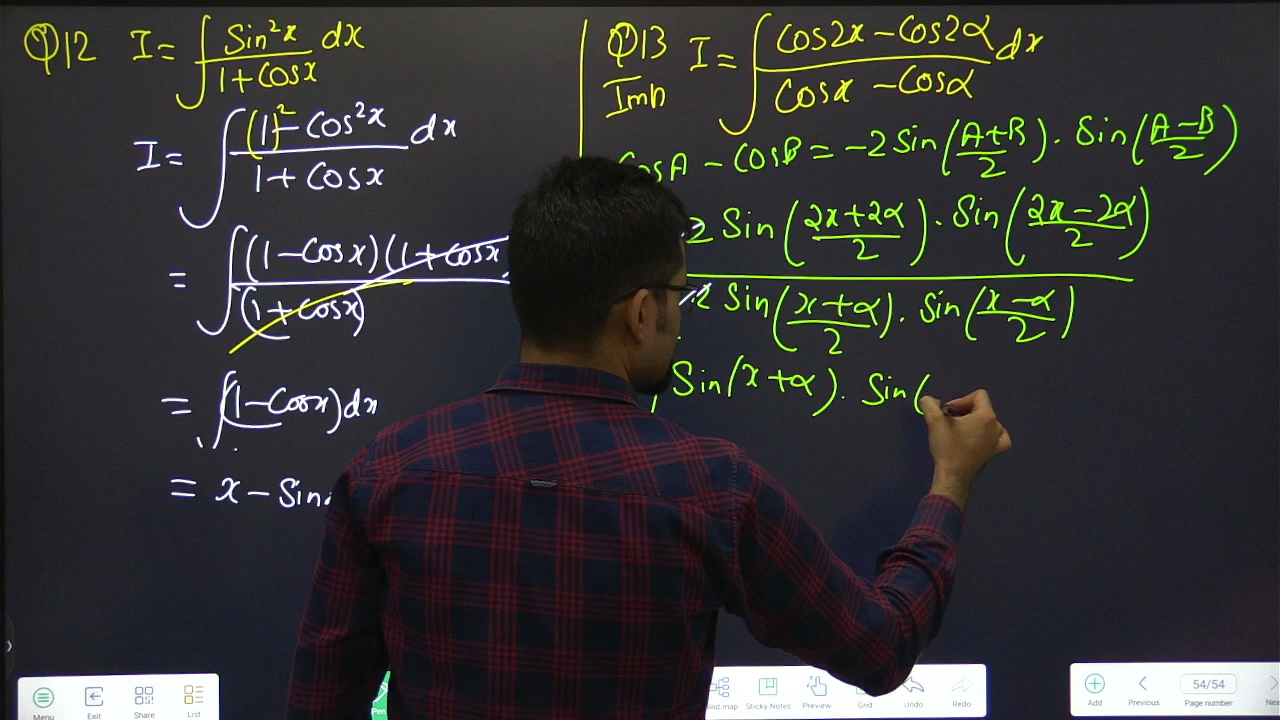 Q12 I = ∫ Sin²x / 1+Cosx dx
I = ∫ (1)² - Cos²x / 1 + Cosx dx
= ∫ (1-Cosx)(1+Cosx / (1+Cosx)
= ∫(1-Cosx)dx
= x - Sin
Q13 I = ∫ Cos2x - Cos2α / Cosx - Cosα dx
Imp
CosA - CosB = -2 Sin(A+B/2). Sin(A-B/2)
2 Sin(2x+2α/2). Sin(2x-2α/2)
2 Sin(x+α/2). Sin(x-α/2)
Sin(x+α). Sin(
Menu Exit Share List Pen Sticky Notes Preview Grid Undo Redo Add Previous 54/54 Page number